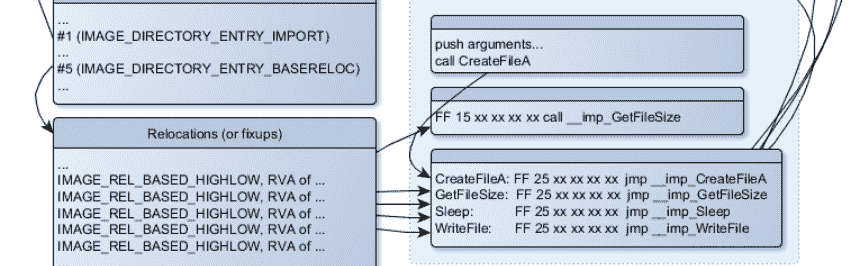 ...
#1 (IMAGE_DIRECTORY_ENTRY_IMPORT)
...
#5 (IMAGE_DIRECTORY_ENTRY_BASERELOC)
...
Relocations (or fixups)
...
IMAGE_REL_BASED_HIGHLOW, RVA of ...
IMAGE_REL_BASED_HIGHLOW, RVA of ...
IMAGE_REL_BASED_HIGHLOW, RVA of ...
IMAGE_REL_BASED_HIGHLOW, RVA of ...
IMAGE_REL_BASED_HIGHLOW, RVA of ...
push arguments...
call CreateFileA
FF 15 xx xx xx xx call __imp_GetFileSize
CreateFileA: FF 25 xx xx xx xx jmp __imp_CreateFileA
GetFileSize: FF 25 xx xx xx xx jmp __imp_GetFileSize
Sleep: FF 25 xx xx xx xx jmp __imp_Sleep
WriteFile: FF 25 xx xx xx xx jmp __imp_WriteFile